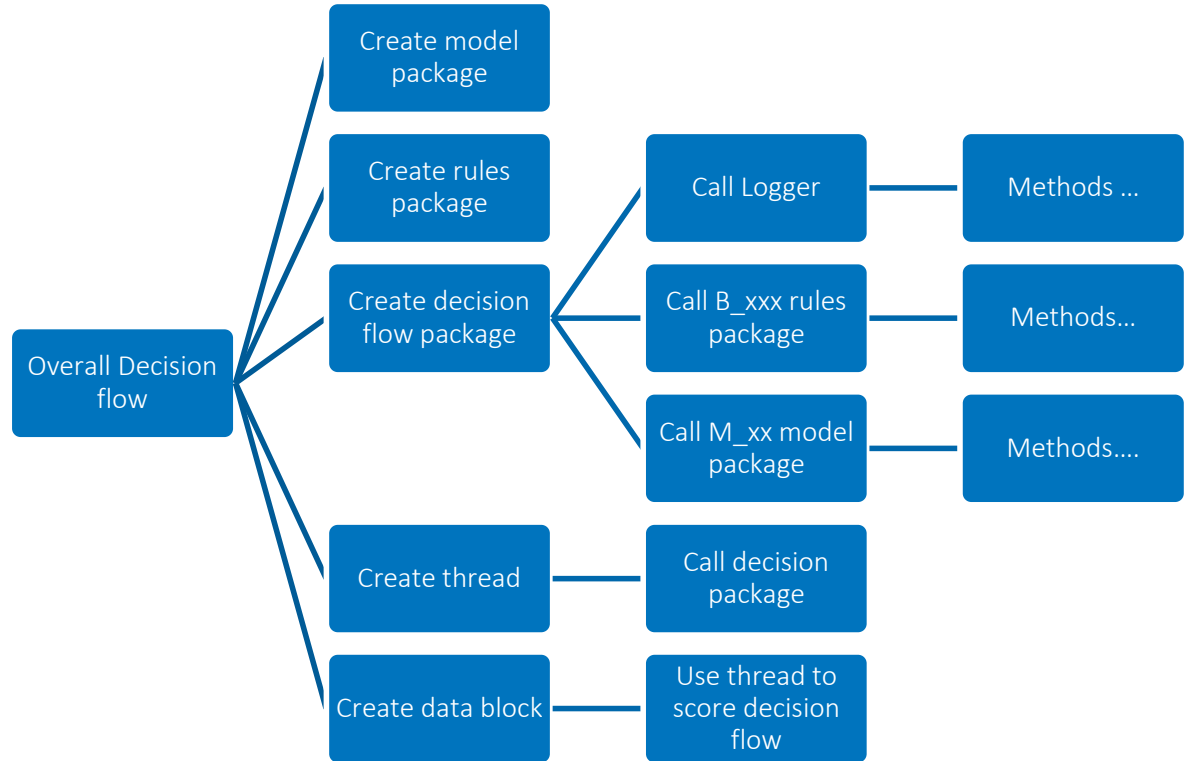 Create model
package
Create rules
package
Call Logger
Methods ...
Create decision
flow package
Call B_xxx rules
package
Methods...
Overall Decision
flow
Call M_xx model
package
Methods....
Create thread
Call decision
package
Create data block
Use thread to
score decision
flow